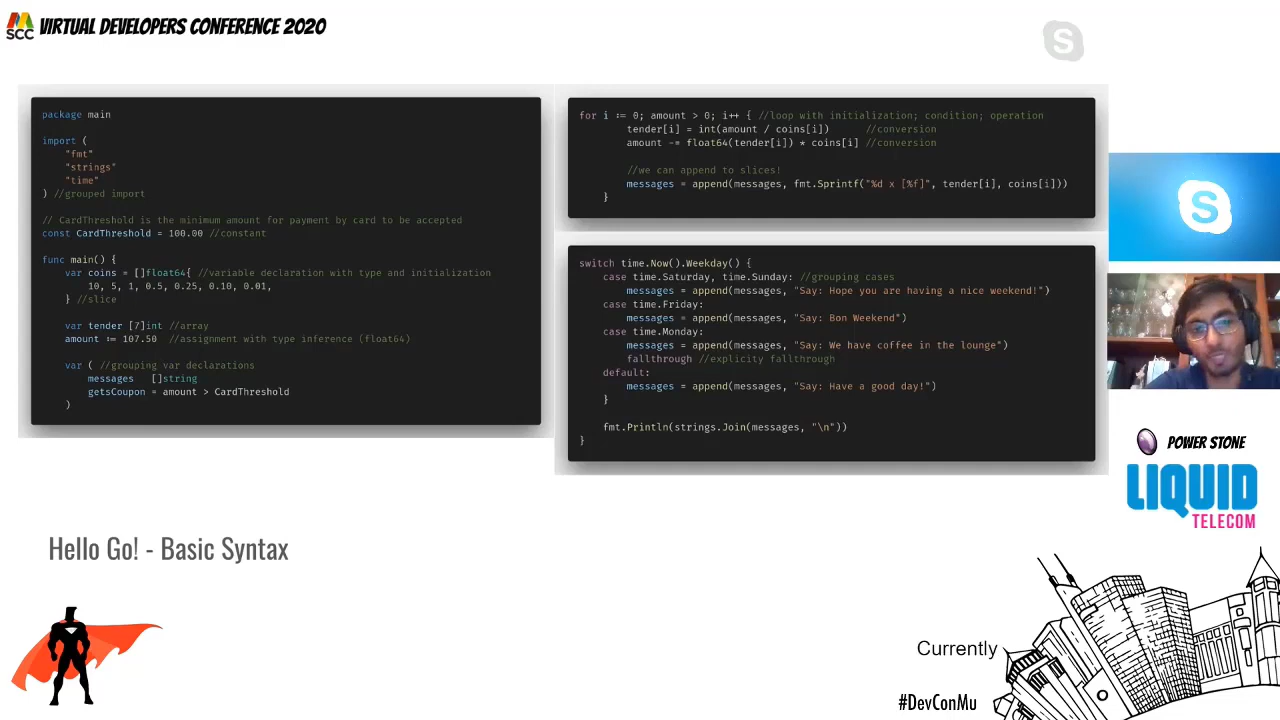 SCC VIRTUAL DEVELOPERS CONFERENCE 2020
S
package main
import (
"fmt"
"strings"
"time"
) //grouped import
// CardThreshold is the minimum amount for payment by card to be accepted
const CardThreshold = 100.00 //constant
func main() {
var coins = []float64{ //variable declaration with type and initialization
10, 5, 1, 0.5, 0.25, 0.10, 0.01,
} //slice
var tender [7]int //array
amount := 107.50 //assignment with type inference (float64)
var ( //grouping var declarations
messages []string
getsCoupon = amount > CardThreshold
)
for i := 0; amount > 0; i++ { //loop with initialization; condition; operation
tender[i] = int(amount / coins[i]) //conversion
amount -= float64(tender[i]) * coins[i] //conversion
//we can append to slices!
messages = append(messages, fmt.Sprintf("%d x [%f]", tender[i], coins[i]))
}
switch time.Now().Weekday() {
case time.Saturday, time.Sunday: //grouping cases
messages = append(messages, "Say: Hope you are having a nice weekend!")
case time.Friday:
messages = append(messages, "Say: Bon Weekend")
case time.Monday:
messages = append(messages, "Say: We have coffee in the lounge")
fallthrough //explicity fallthrough
default:
messages = append(messages, "Say: Have a good day!")
}
fmt.Println(strings.Join(messages, "\n"))
}
S
POWER STONE
LIQUID
TELECOM
Hello Go! - Basic Syntax
Currently
#DevConMu